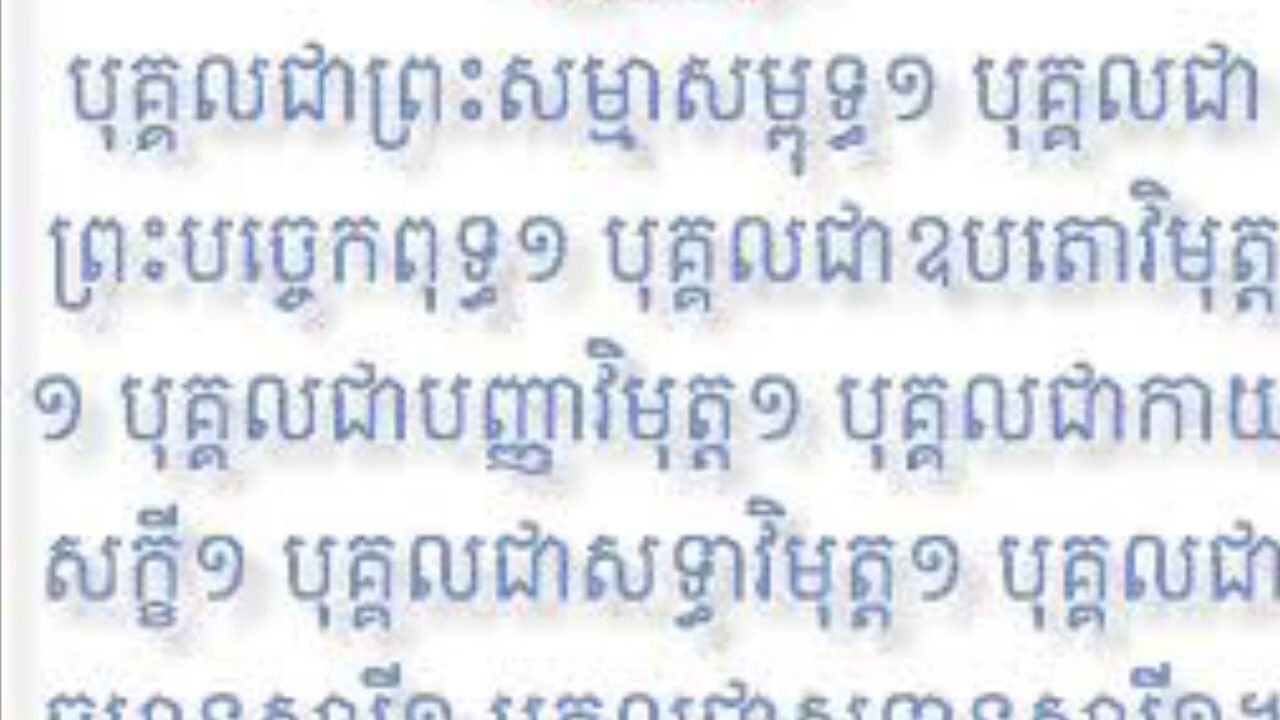 បុគ្គលជាព្រះសម្មាសម្ពុទ្ធ១ បុគ្គលជា
ព្រះបច្ចេកពុទ្ធ១ បុគ្គលជាឧបតោវិមុត្ត
១ បុគ្គលជាបញ្ញាវិមុត្ត១ បុគ្គលជាកាយ
សក្ខី១ បុគ្គលជាសទ្ធាវិមុត្ត១ បុគ្គលជា